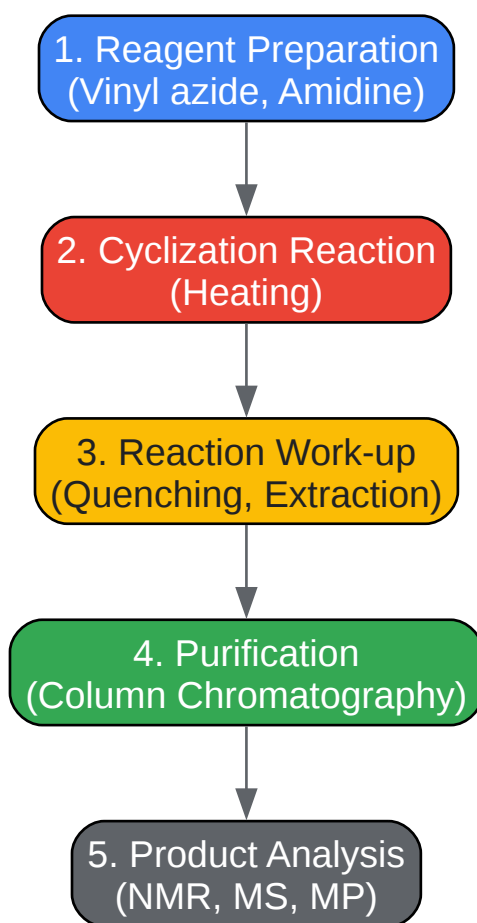 1. Reagent Preparation
(Vinyl azide, Amidine)
2. Cyclization Reaction
(Heating)
3. Reaction Work-up
(Quenching, Extraction)
4. Purification
(Column Chromatography)
5. Product Analysis
(NMR, MS, MP)